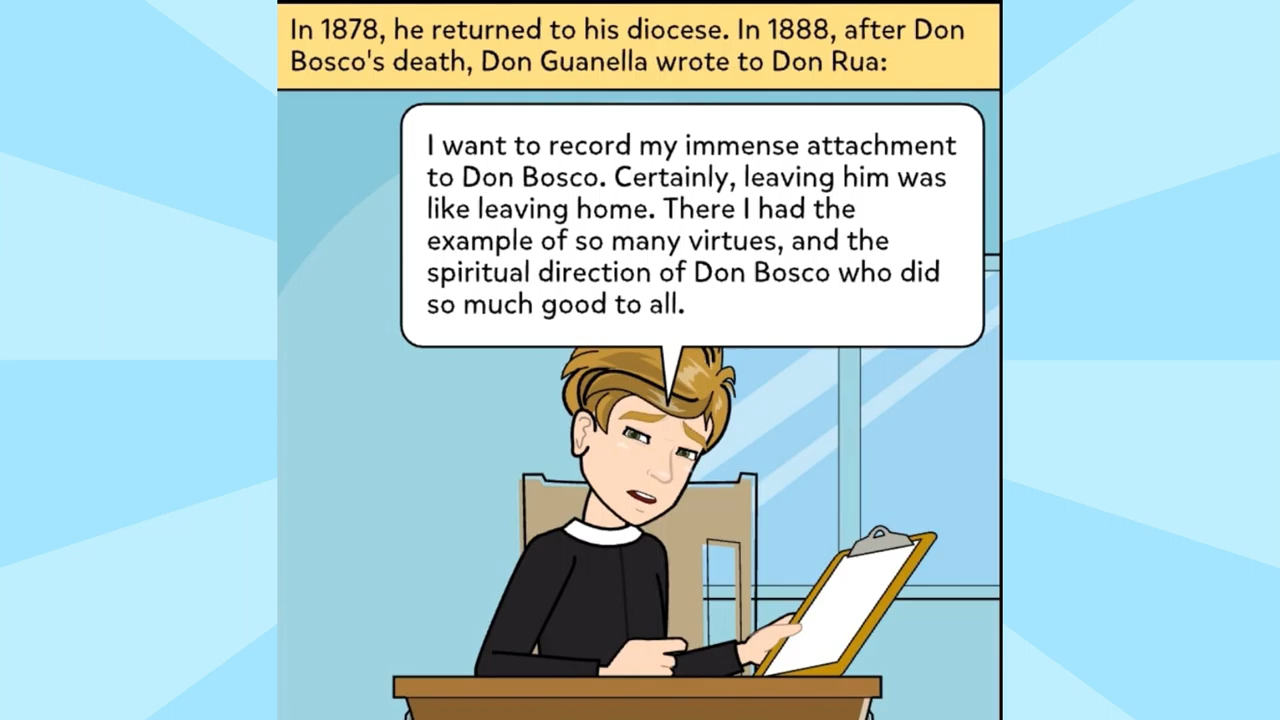 In 1878, he returned to his diocese. In 1888, after Don
Bosco's death, Don Guanella wrote to Don Rua:
I want to record my immense attachment
to Don Bosco. Certainly, leaving him was
like leaving home. There I had the
example of so many virtues, and the
spiritual direction of Don Bosco who did
so much good to all.